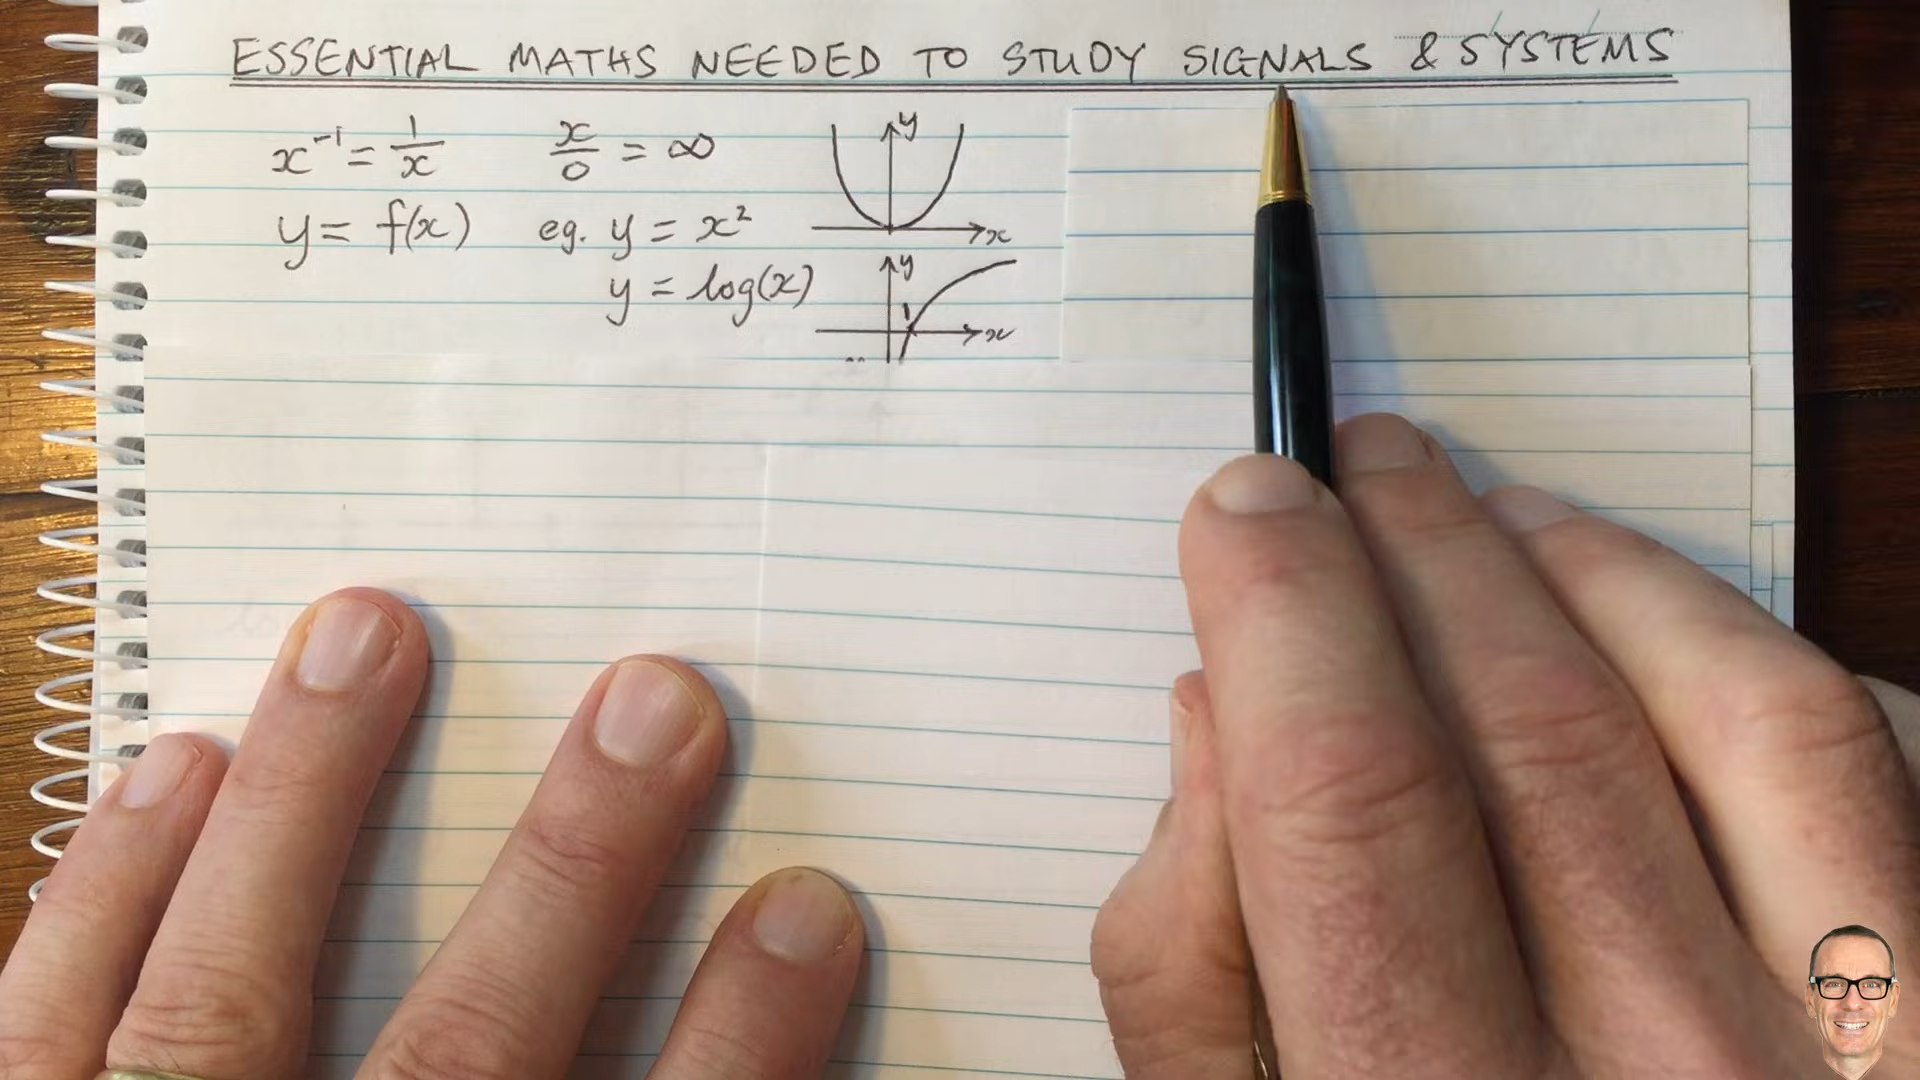 ESSENTIAL MATHS NEEDED TO STUDY SIGNALS & SYSTEMS
x⁻¹ = 1/x    x/0 = ∞
y
x
y = f(x)    eg. y = x²
y = log(x)
y
1
x